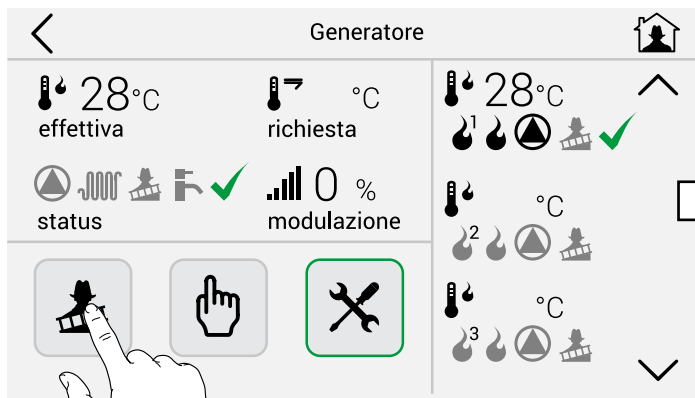 Generatore
28°C
°C
effettiva
richiesta
0 %
status
modulazione
28°C
1
°C
2
°C
3